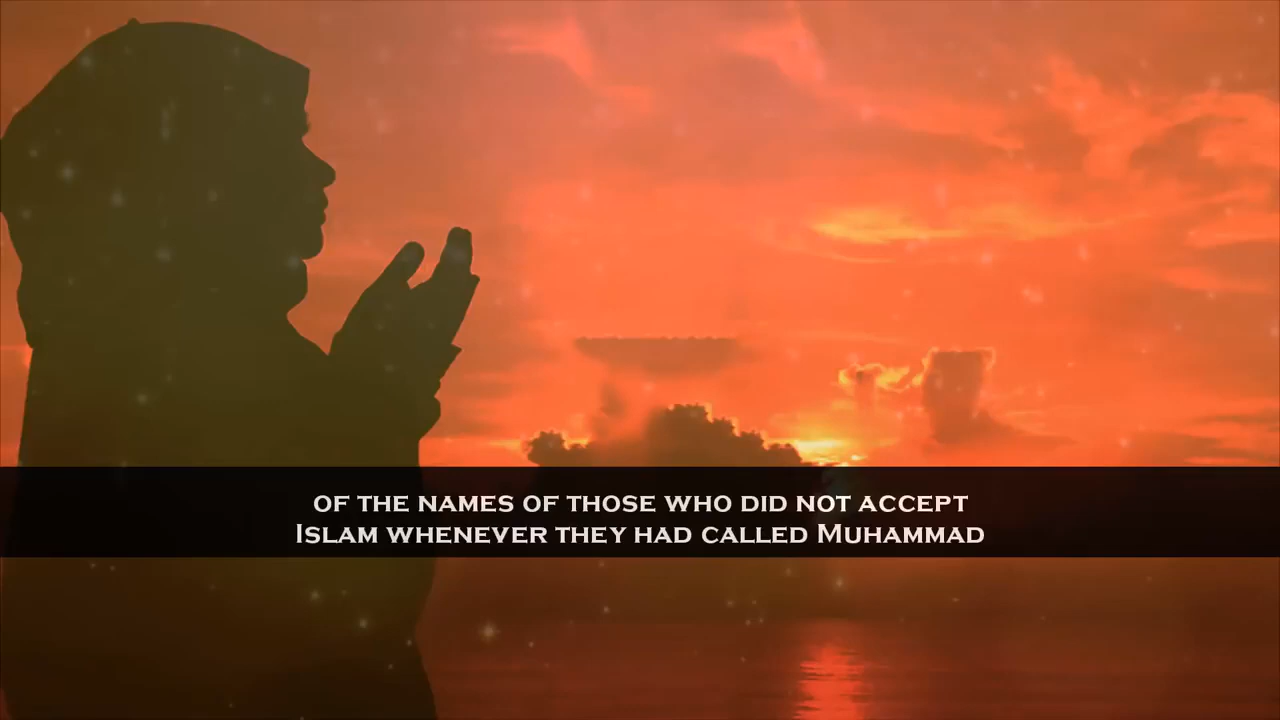 OF THE NAMES OF THOSE WHO DID NOT ACCEPT
ISLAM WHENEVER THEY HAD CALLED MUHAMMAD